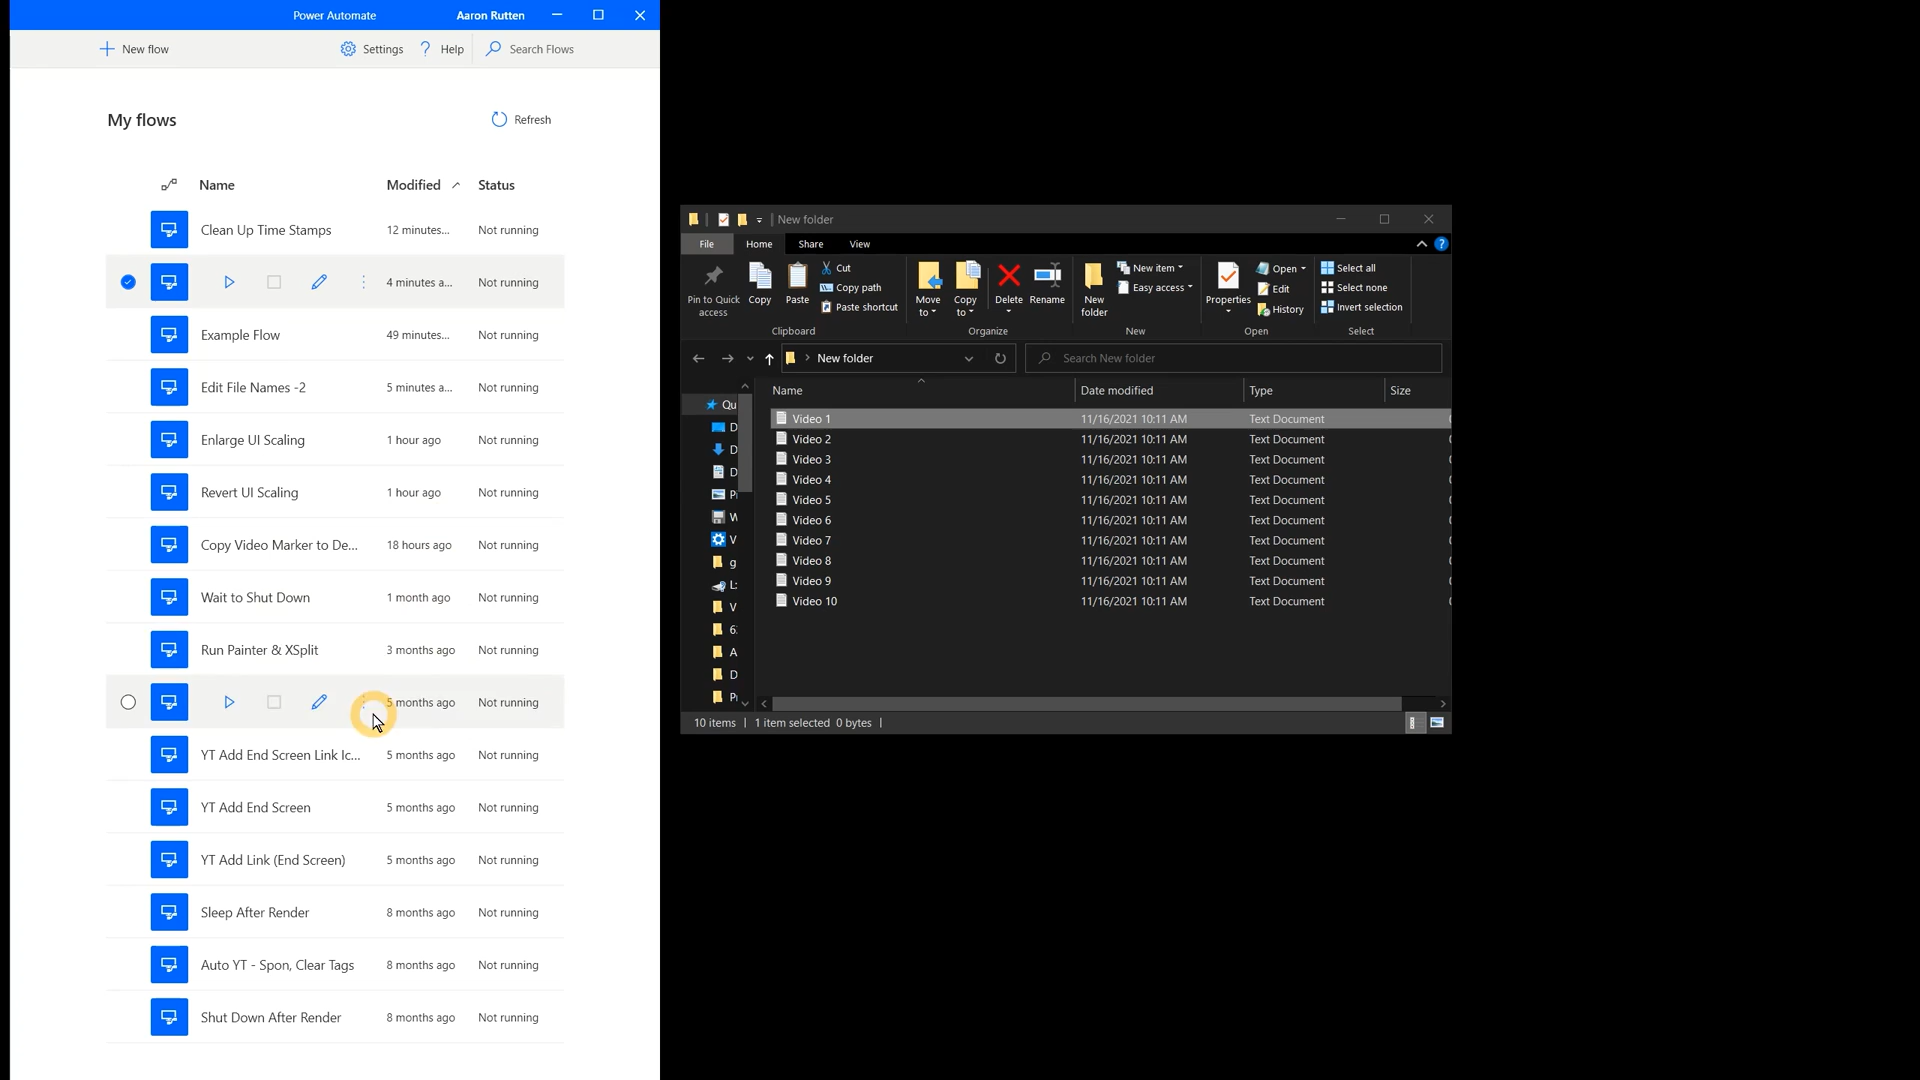 Power Automate
Aaron Rutten
New flow
Settings
? Help
Search Flows
My flows
Refresh
Name Modified Status
Clean Up Time Stamps 12 minutes... Not running
4 minutes a... Not running
Example Flow 49 minutes... Not running
Edit File Names -2 5 minutes a... Not running
Enlarge UI Scaling 1 hour ago Not running
Revert UI Scaling 1 hour ago Not running
Copy Video Marker to De... 18 hours ago Not running
Wait to Shut Down 1 month ago Not running
Run Painter & XSplit 3 months ago Not running
5 months ago Not running
YT Add End Screen Link Ic... 5 months ago Not running
YT Add End Screen 5 months ago Not running
YT Add Link (End Screen) 5 months ago Not running
Sleep After Render 8 months ago Not running
Auto YT - Spon, Clear Tags 8 months ago Not running
Shut Down After Render 8 months ago Not running
New folder
File Home Share View
?
Pin to Quick access
Copy
Paste
Cut
Copy path
Paste shortcut
Clipboard
Move to
Copy to
Delete
Rename
Organize
New folder
New item
Easy access
New
Properties
Open
Edit
History
Open
Select all
Select none
Invert selection
Select
New folder
Search New folder
Name Date modified Type Size
Qu
D
D
D
Pi
W
V
g
L:
V
6:
A
D
Pi
Video 1 11/16/2021 10:11 AM Text Document
Video 2 11/16/2021 10:11 AM Text Document
Video 3 11/16/2021 10:11 AM Text Document
Video 4 11/16/2021 10:11 AM Text Document
Video 5 11/16/2021 10:11 AM Text Document
Video 6 11/16/2021 10:11 AM Text Document
Video 7 11/16/2021 10:11 AM Text Document
Video 8 11/16/2021 10:11 AM Text Document
Video 9 11/16/2021 10:11 AM Text Document
Video 10 11/16/2021 10:11 AM Text Document
10 items 1 item selected 0 bytes